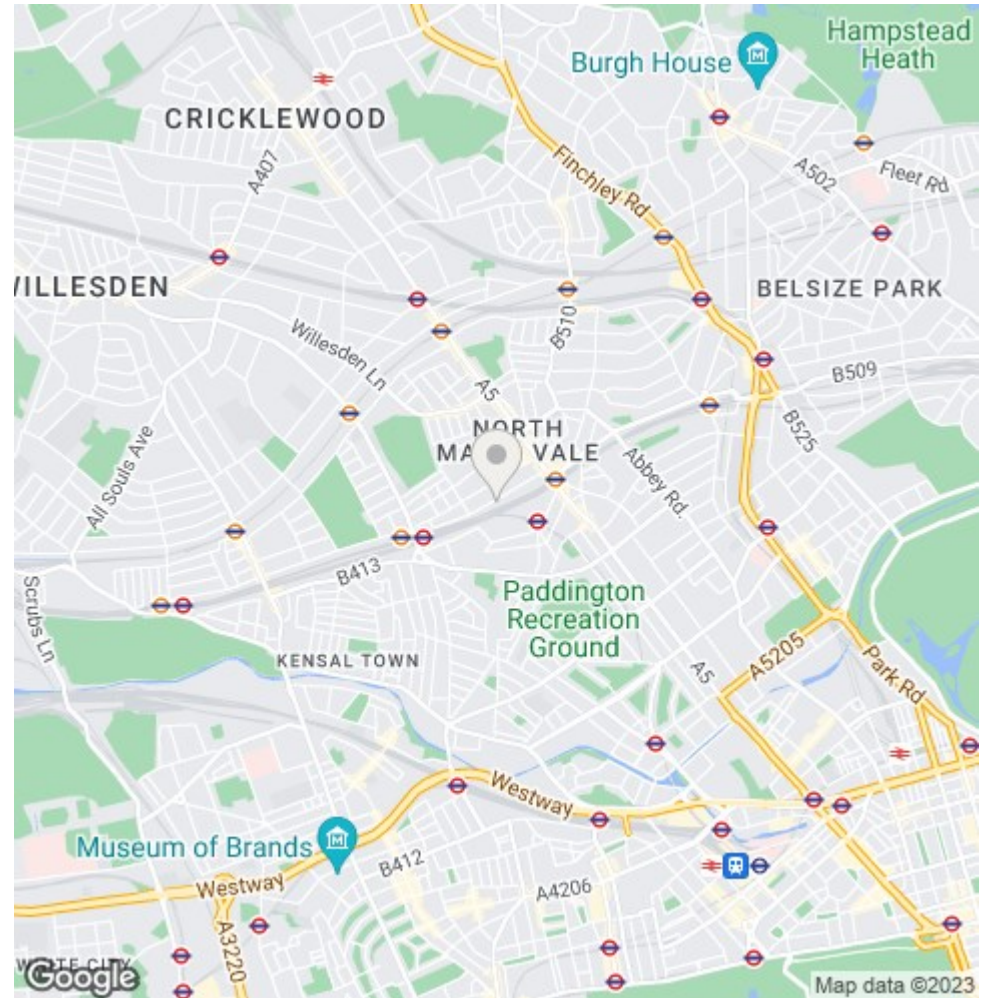 Hampstead
Heath
Burgh House
CRICKLEWOOD
A407
Finchley Rd
A502
Fleet Rd
BELSIZE PARK
B510
Willesden Ln
A5
B509
NORTH
VALE
B525
Abbey Rd.
All Souls Ave
B413
Scrubs Ln
Paddington
Recreation
Ground
KENSAL TOWN
A5
A5205
Park Rd
Westway
Museum of Brands
B412
Westway
A4206
A3220
Google
Map data ©2023